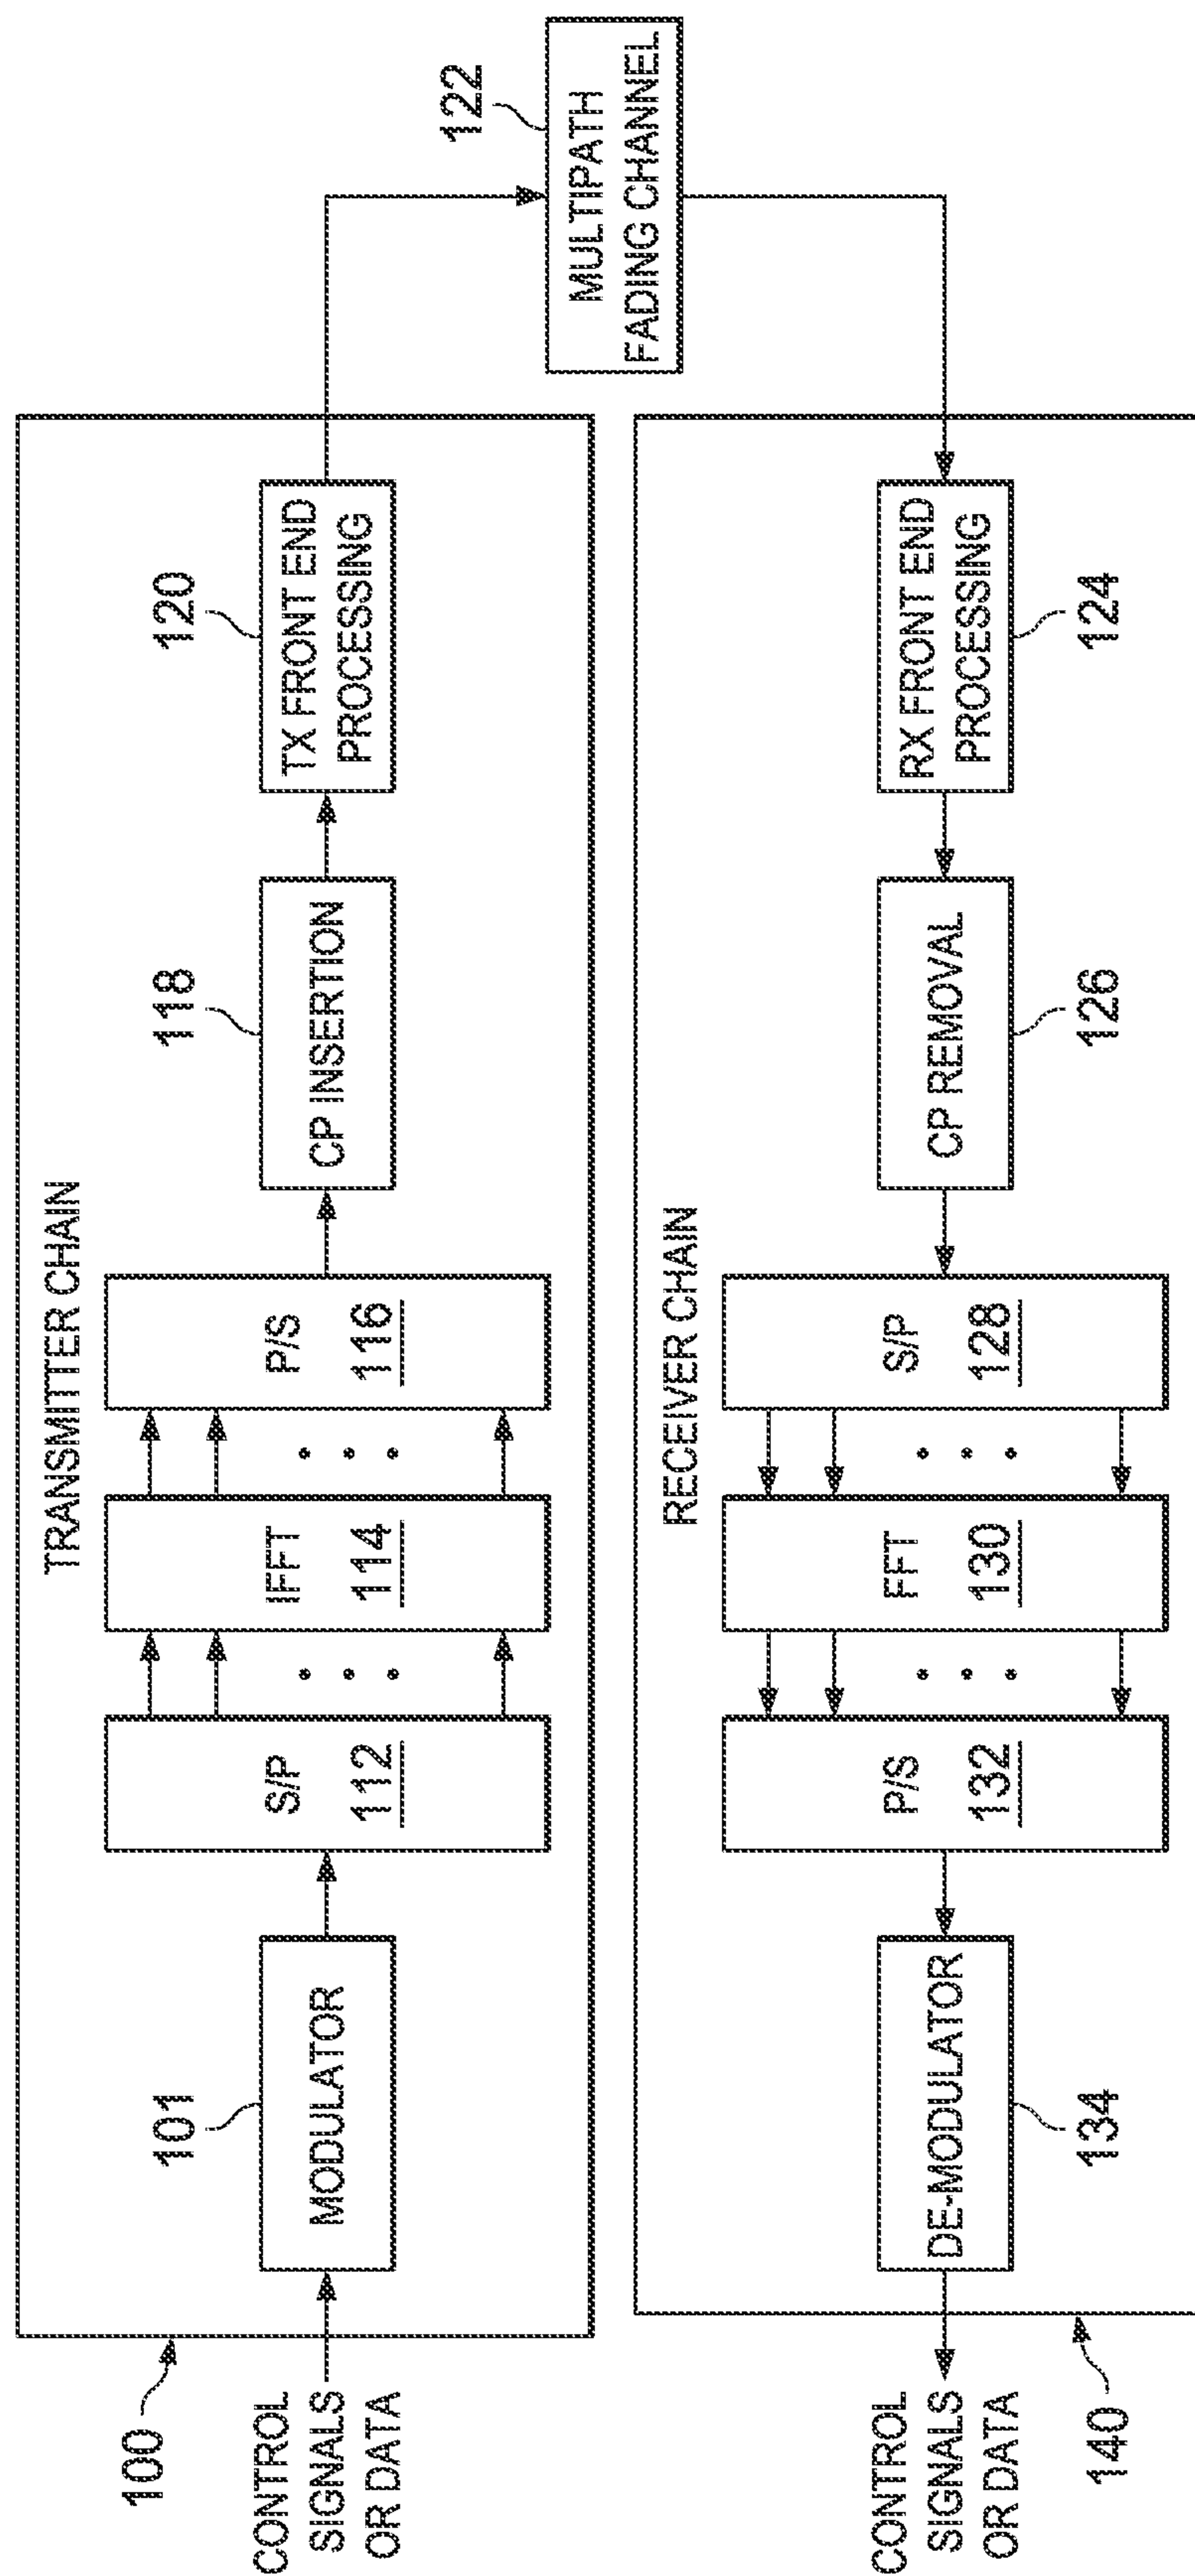 TRANSMITTER CHAIN
100
CONTROL
SIGNALS
OR DATA
101
MODULATOR
S/P
112
IFFT
114
P/S
116
118
CP INSERTION
120
TX FRONT END
PROCESSING
122
MULTIPATH
FADING CHANNEL
RECEIVER CHAIN
140
CONTROL
SIGNALS
OR DATA
DE-MODULATOR
134
P/S
132
FFT
130
S/P
128
CP REMOVAL
126
RX FRONT END
PROCESSING
124